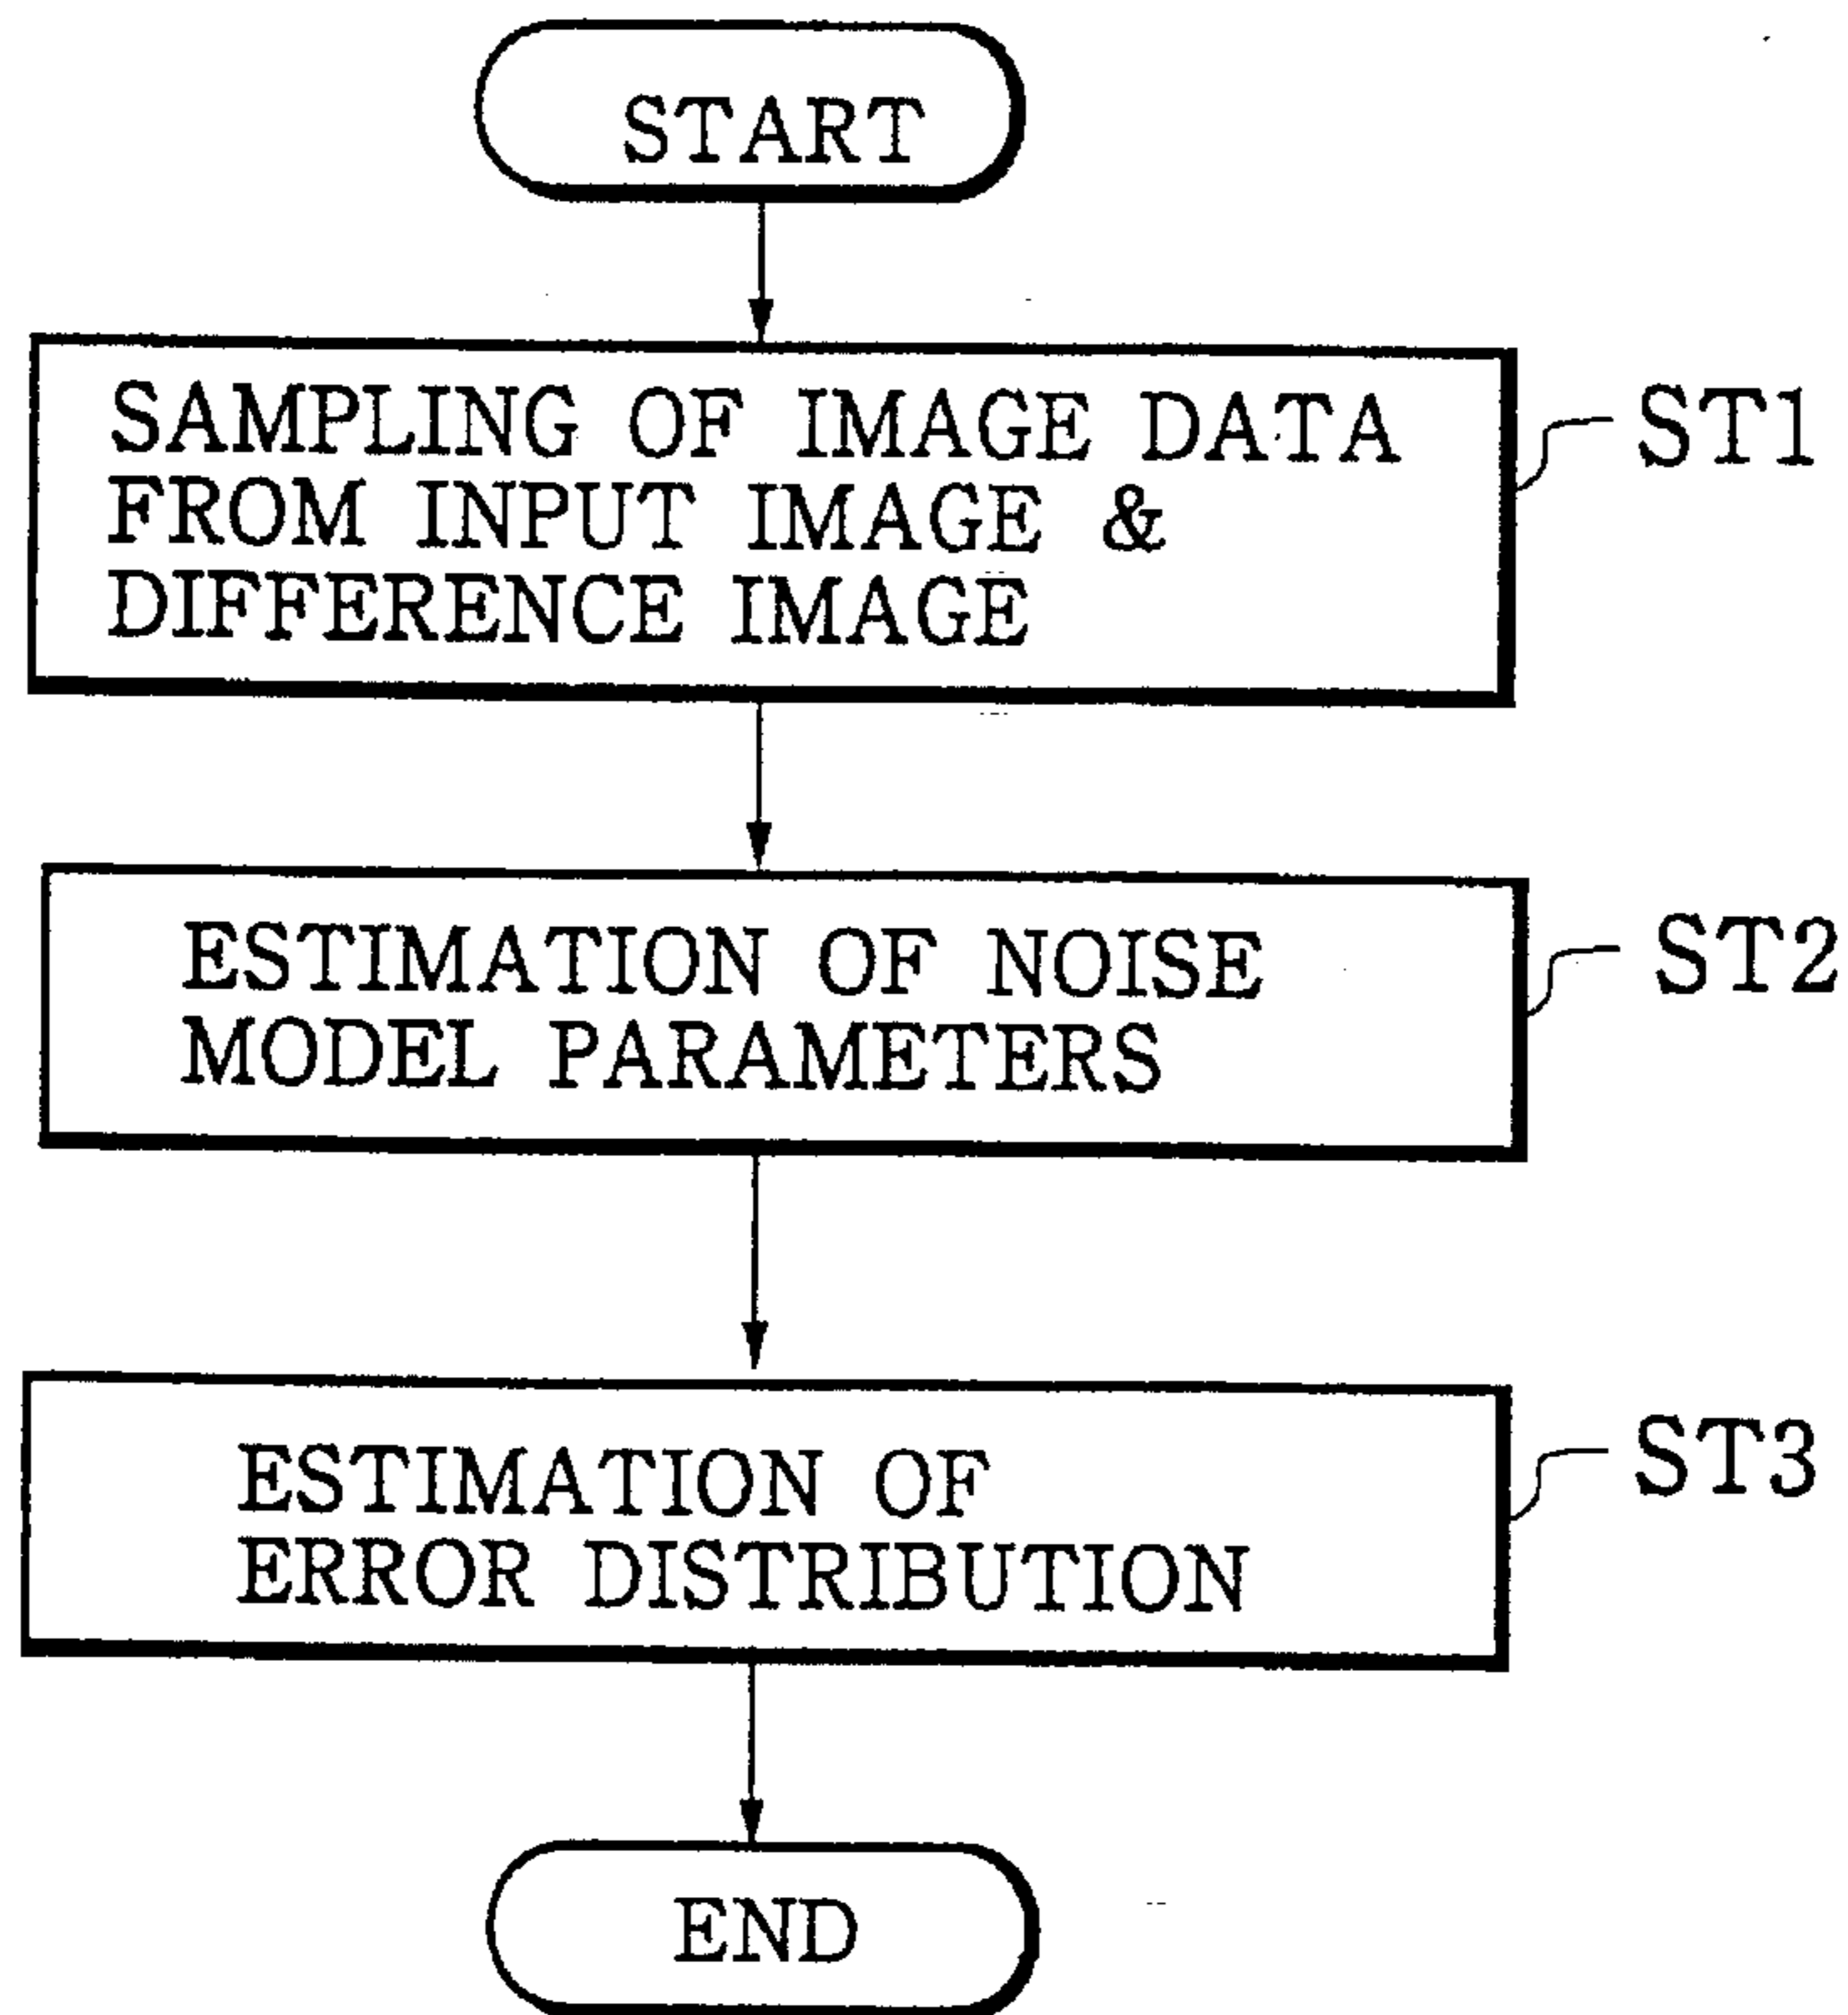 START
SAMPLING OF IMAGE DATA
FROM INPUT IMAGE &
DIFFERENCE IMAGE
ST1
ESTIMATION OF NOISE
MODEL PARAMETERS
ST2
ESTIMATION OF
ERROR DISTRIBUTION
ST3
END